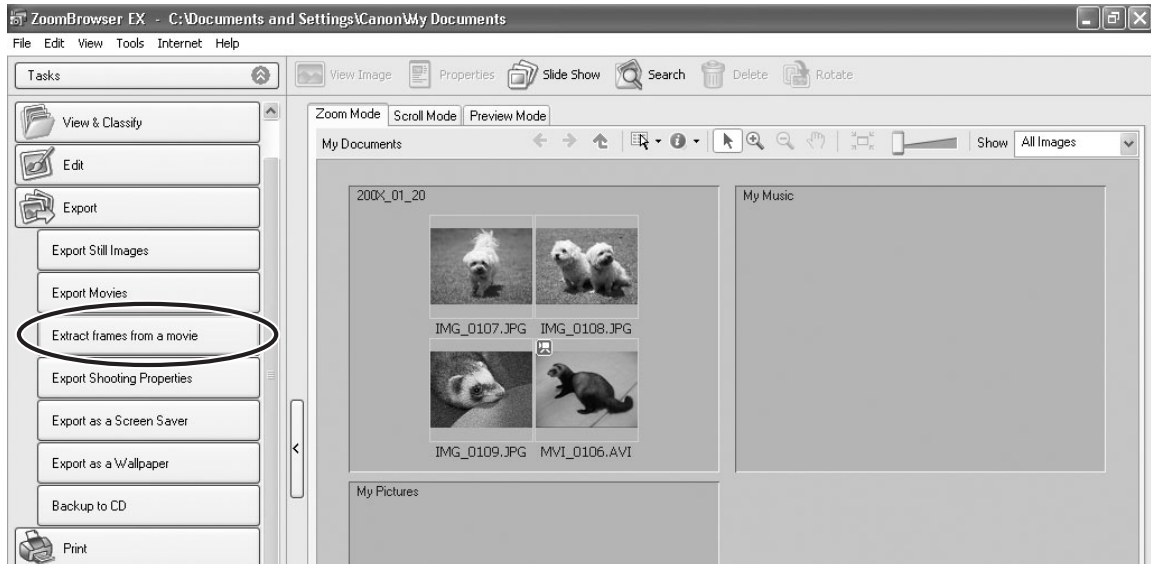 ZoomBrowser EX - C:\Documents and Settings\Canon\My Documents
File Edit View Tools Internet Help
Tasks
View Image Properties Slide Show Search Delete Rotate
View & Classify
Edit
Export
Export Still Images
Export Movies
Extract frames from a movie
Export Shooting Properties
Export as a Screen Saver
Export as a Wallpaper
Backup to CD
Print
Zoom Mode Scroll Mode Preview Mode
My Documents Show All Images
200X_01_20
IMG_0107.JPG IMG_0108.JPG
IMG_0109.JPG MVI_0106.AVI
My Music
My Pictures